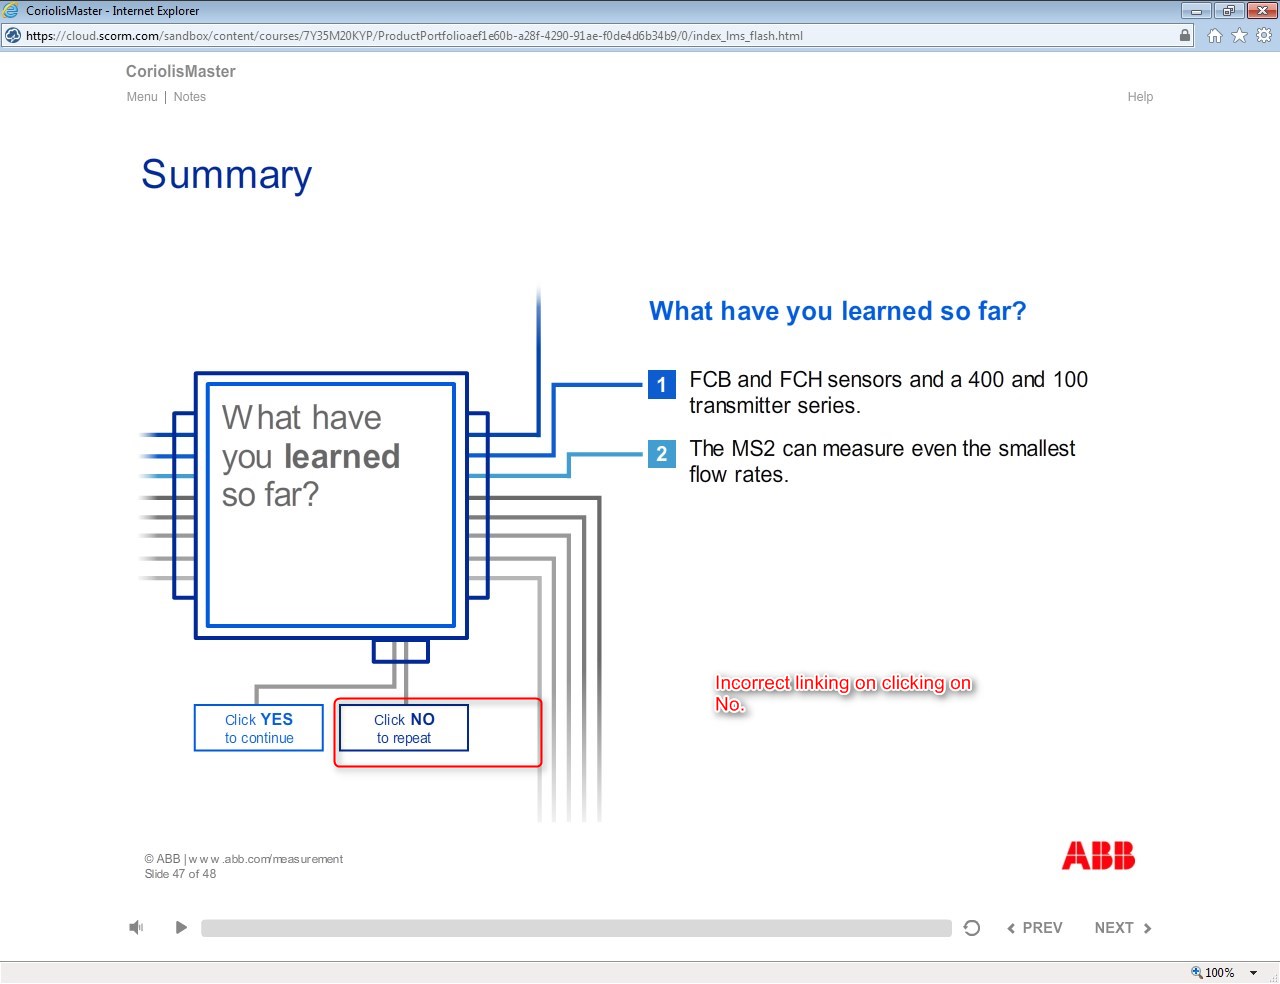 CoriolisMaster - Internet Explorer
https://cloud.scorm.com/sandbox/content/courses/7Y35M20KYP/ProductPortfolioaef1e60b-a28f-4290-91ae-f0de4d6b34b9/0/index_lms_flash.html
CoriolisMaster
Menu | Notes
Help
Summary
What have
you learned
so far?
Click YES
to continue
Click NO
to repeat
What have you learned so far?
1 FCB and FCH sensors and a 400 and 100
transmitter series.
2 The MS2 can measure even the smallest
flow rates.
Incorrect linking on clicking on
No.
© ABB | www.abb.com/measurement
Slide 47 of 48
ABB
PREV
NEXT
100%